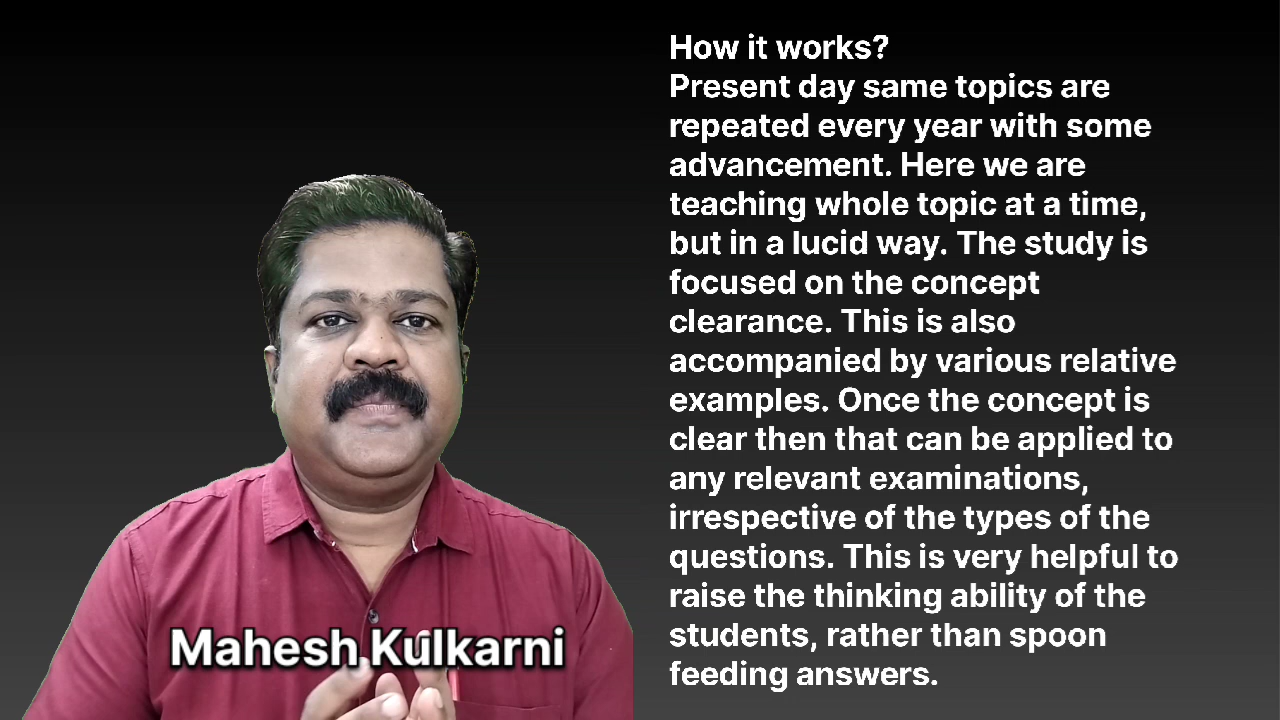 How it works?
Present day same topics are
repeated every year with some
advancement. Here we are
teaching whole topic at a time,
but in a lucid way. The study is
focused on the concept
clearance. This is also
accompanied by various relative
examples. Once the concept is
clear then that can be applied to
any relevant examinations,
irrespective of the types of the
questions. This is very helpful to
raise the thinking ability of the
students, rather than spoon
feeding answers.
Mahesh Kulkarni